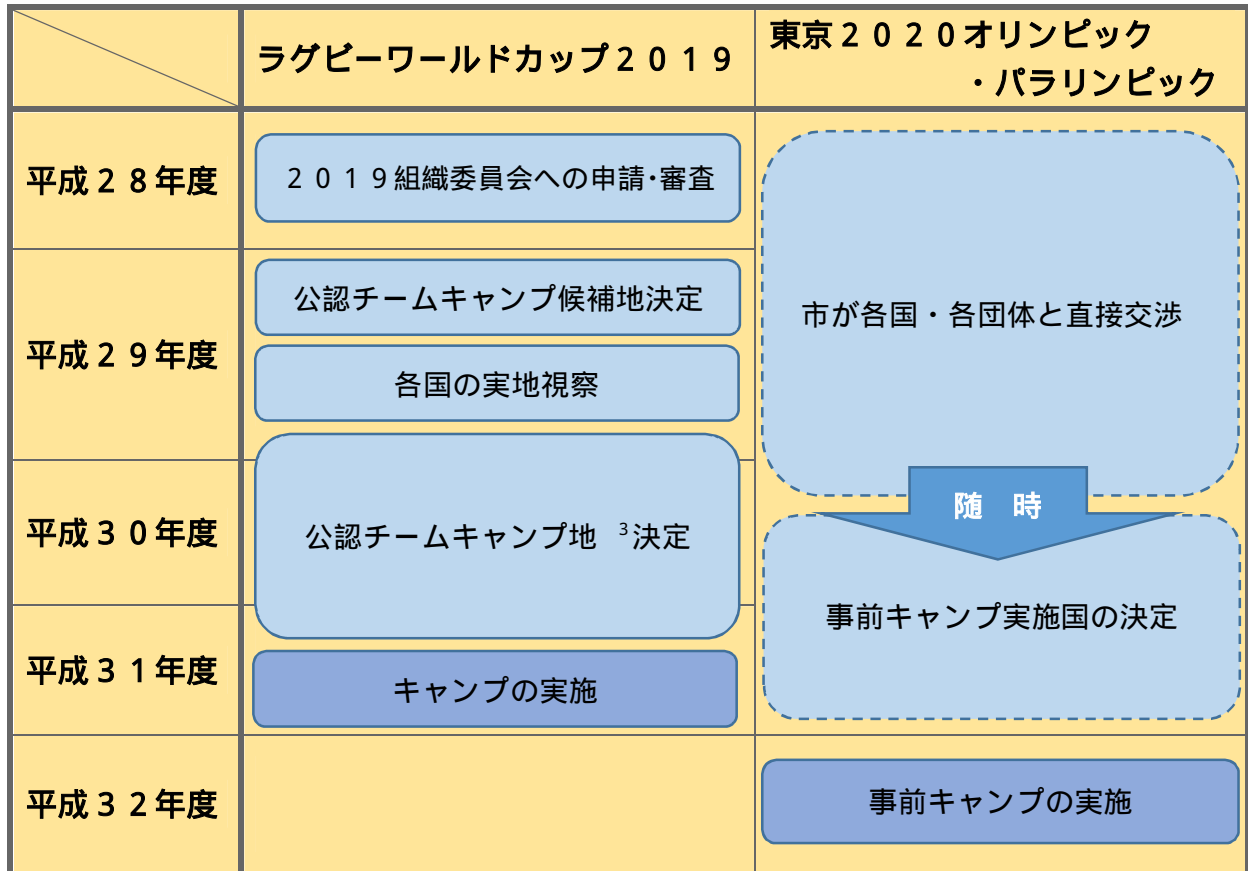 ラグビーワールドカップ２０１９
東京２０２０オリンピック
・パラリンピック
平成２８年度
２０１９組織委員会への申請･審査
平成２９年度
公認チームキャンプ候補地決定
各国の実地視察
市が各国・各団体と直接交渉
随　時
平成３０年度
公認チームキャンプ地　3決定
事前キャンプ実施国の決定
平成３１年度
キャンプの実施
平成３２年度
事前キャンプの実施